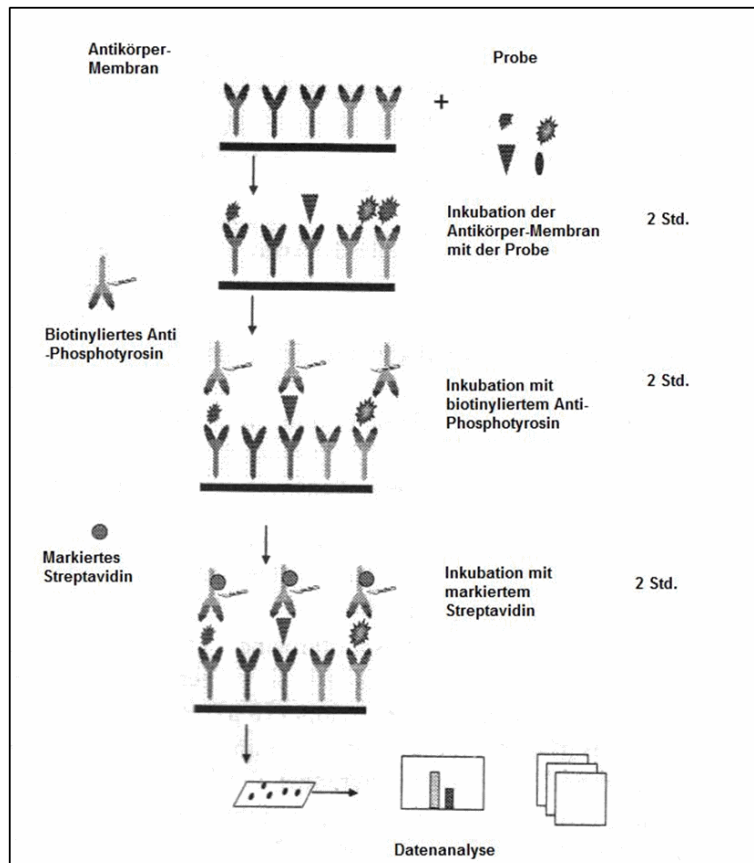 Antikörper-
Membran
Probe
+
Inkubation der
Antikörper-Membran
mit der Probe
2 Std.
Biotinyliertes Anti
-Phosphotyrosin
Inkubation mit
biotinyliertem Anti-
Phosphotyrosin
2 Std.
Markiertes
Streptavidin
Inkubation mit
markiertem
Streptavidin
2 Std.
Datenanalyse